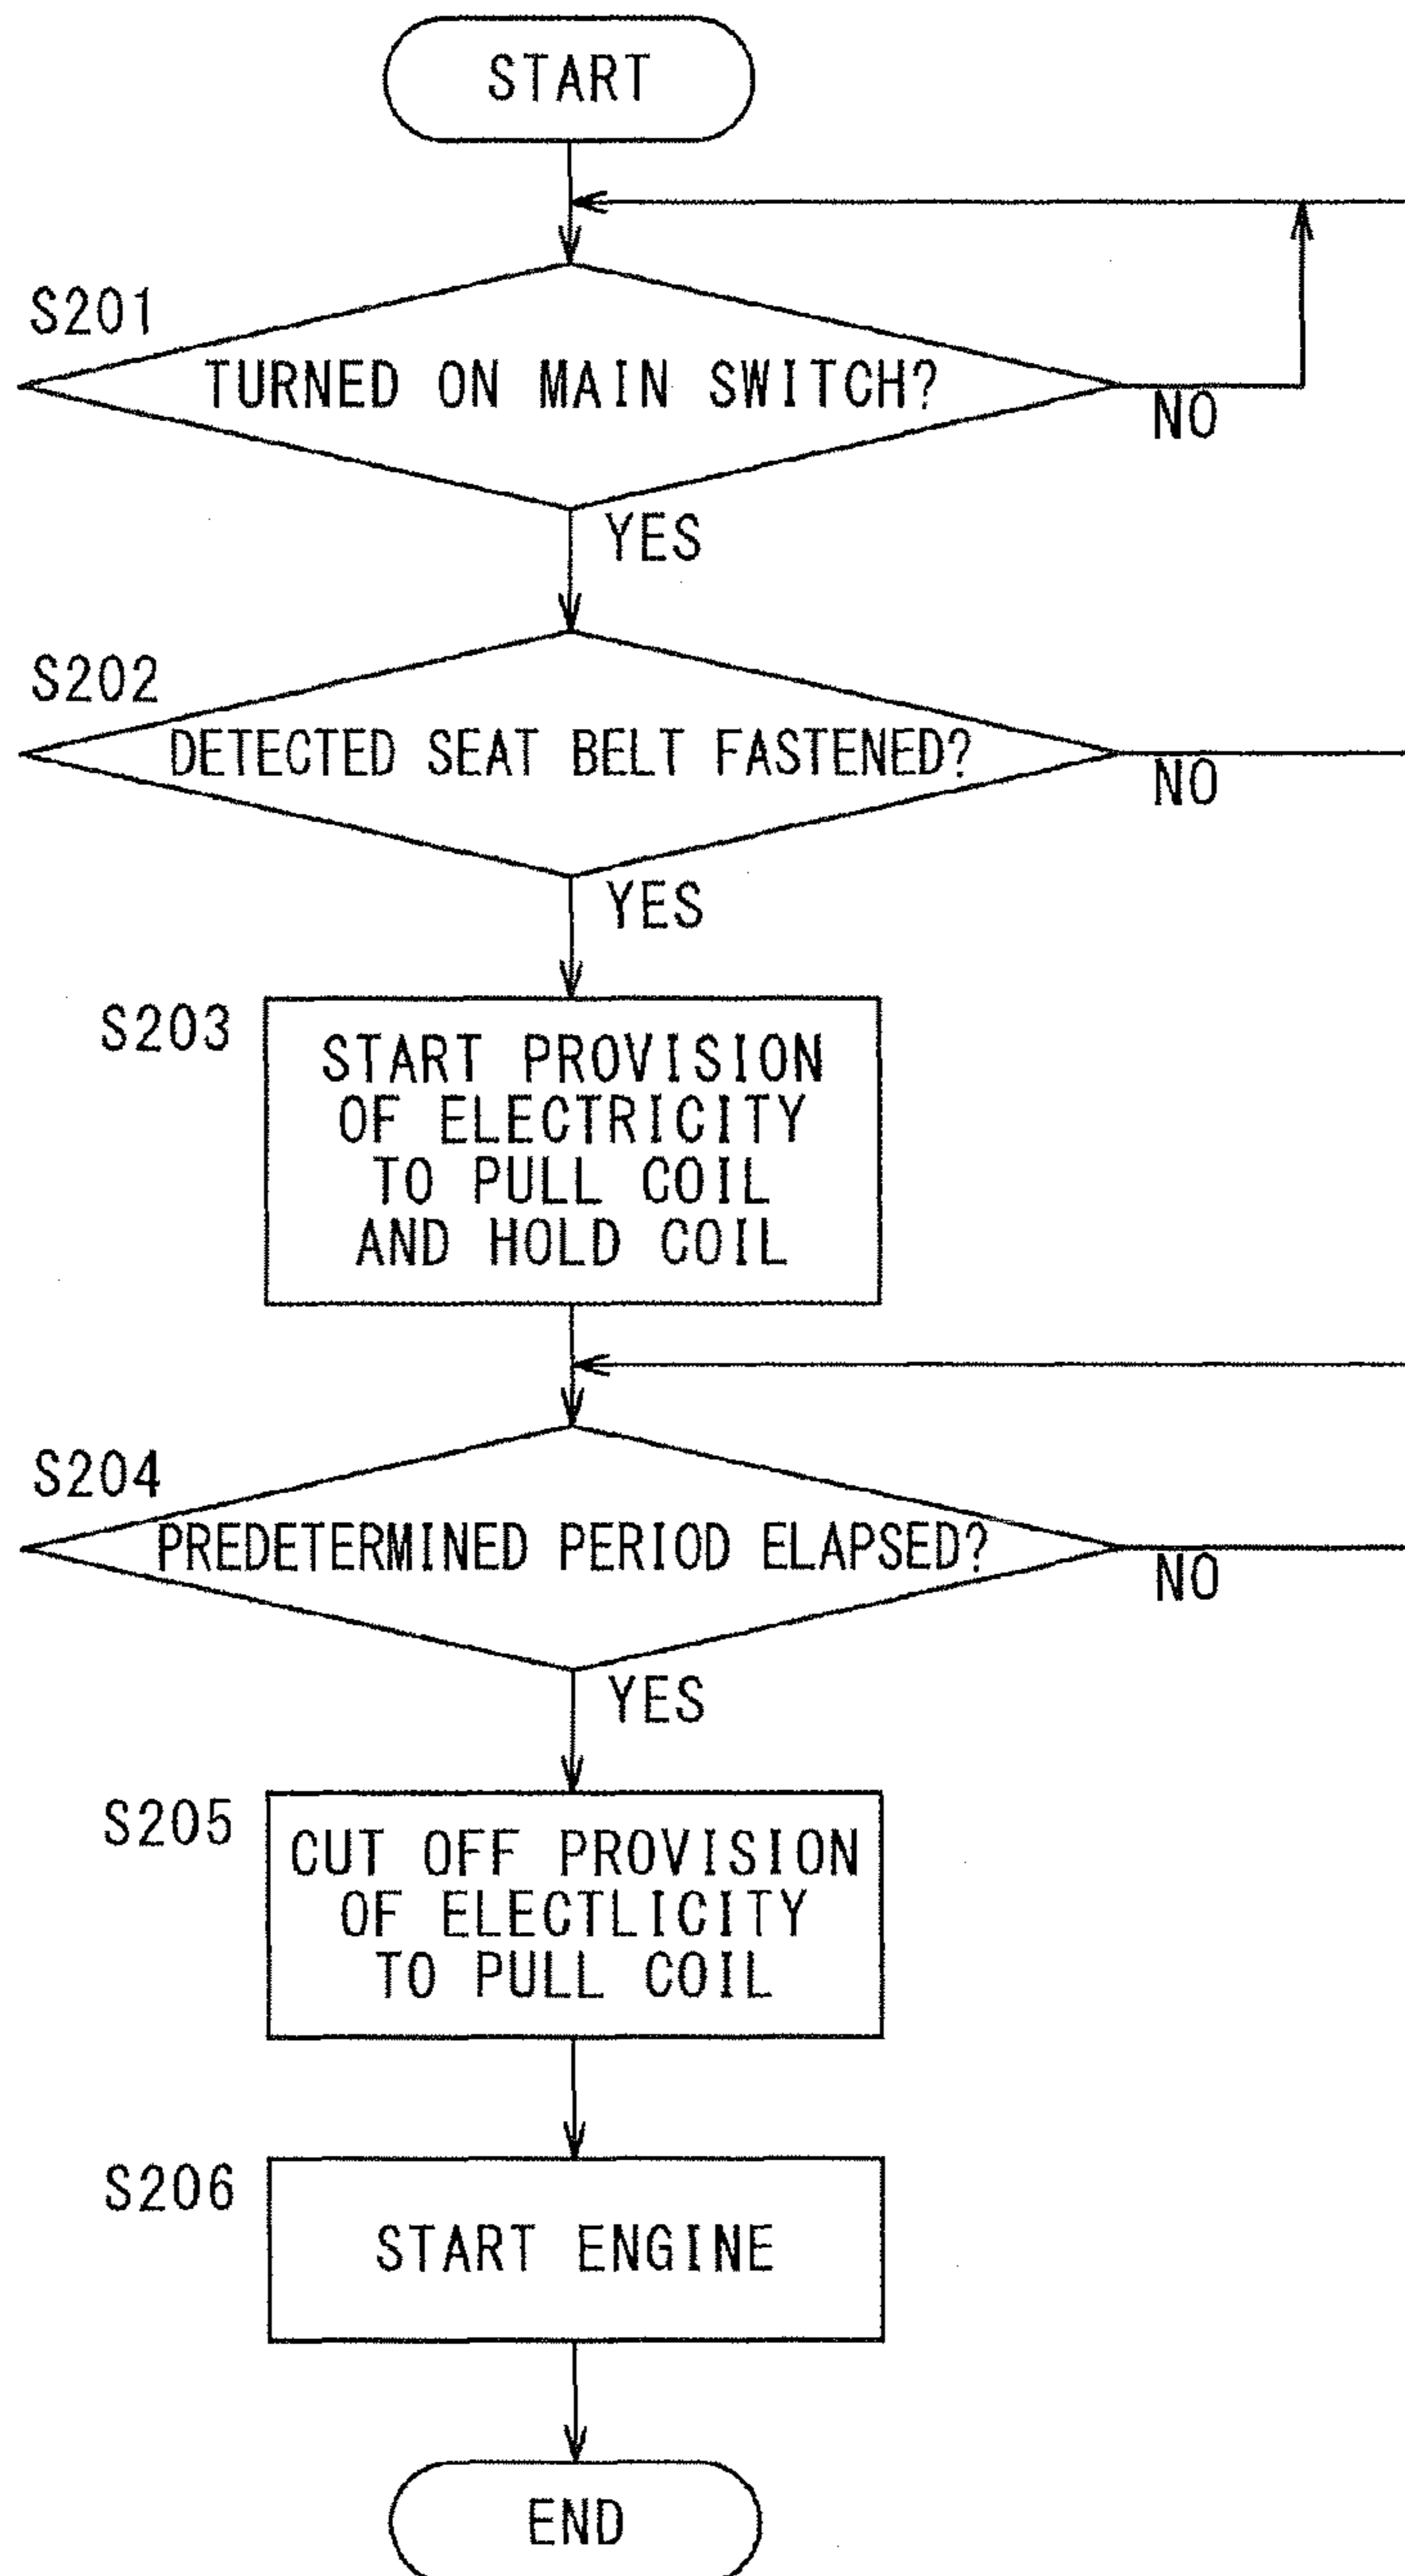 START
S201
TURNED ON MAIN SWITCH?
NO
YES
S202
DETECTED SEAT BELT FASTENED?
NO
YES
S203
START PROVISION
OF ELECTRICITY
TO PULL COIL
AND HOLD COIL
S204
PREDETERMINED PERIOD ELAPSED?
NO
YES
S205
CUT OFF PROVISION
OF ELECTLICITY
TO PULL COIL
S206
START ENGINE
END